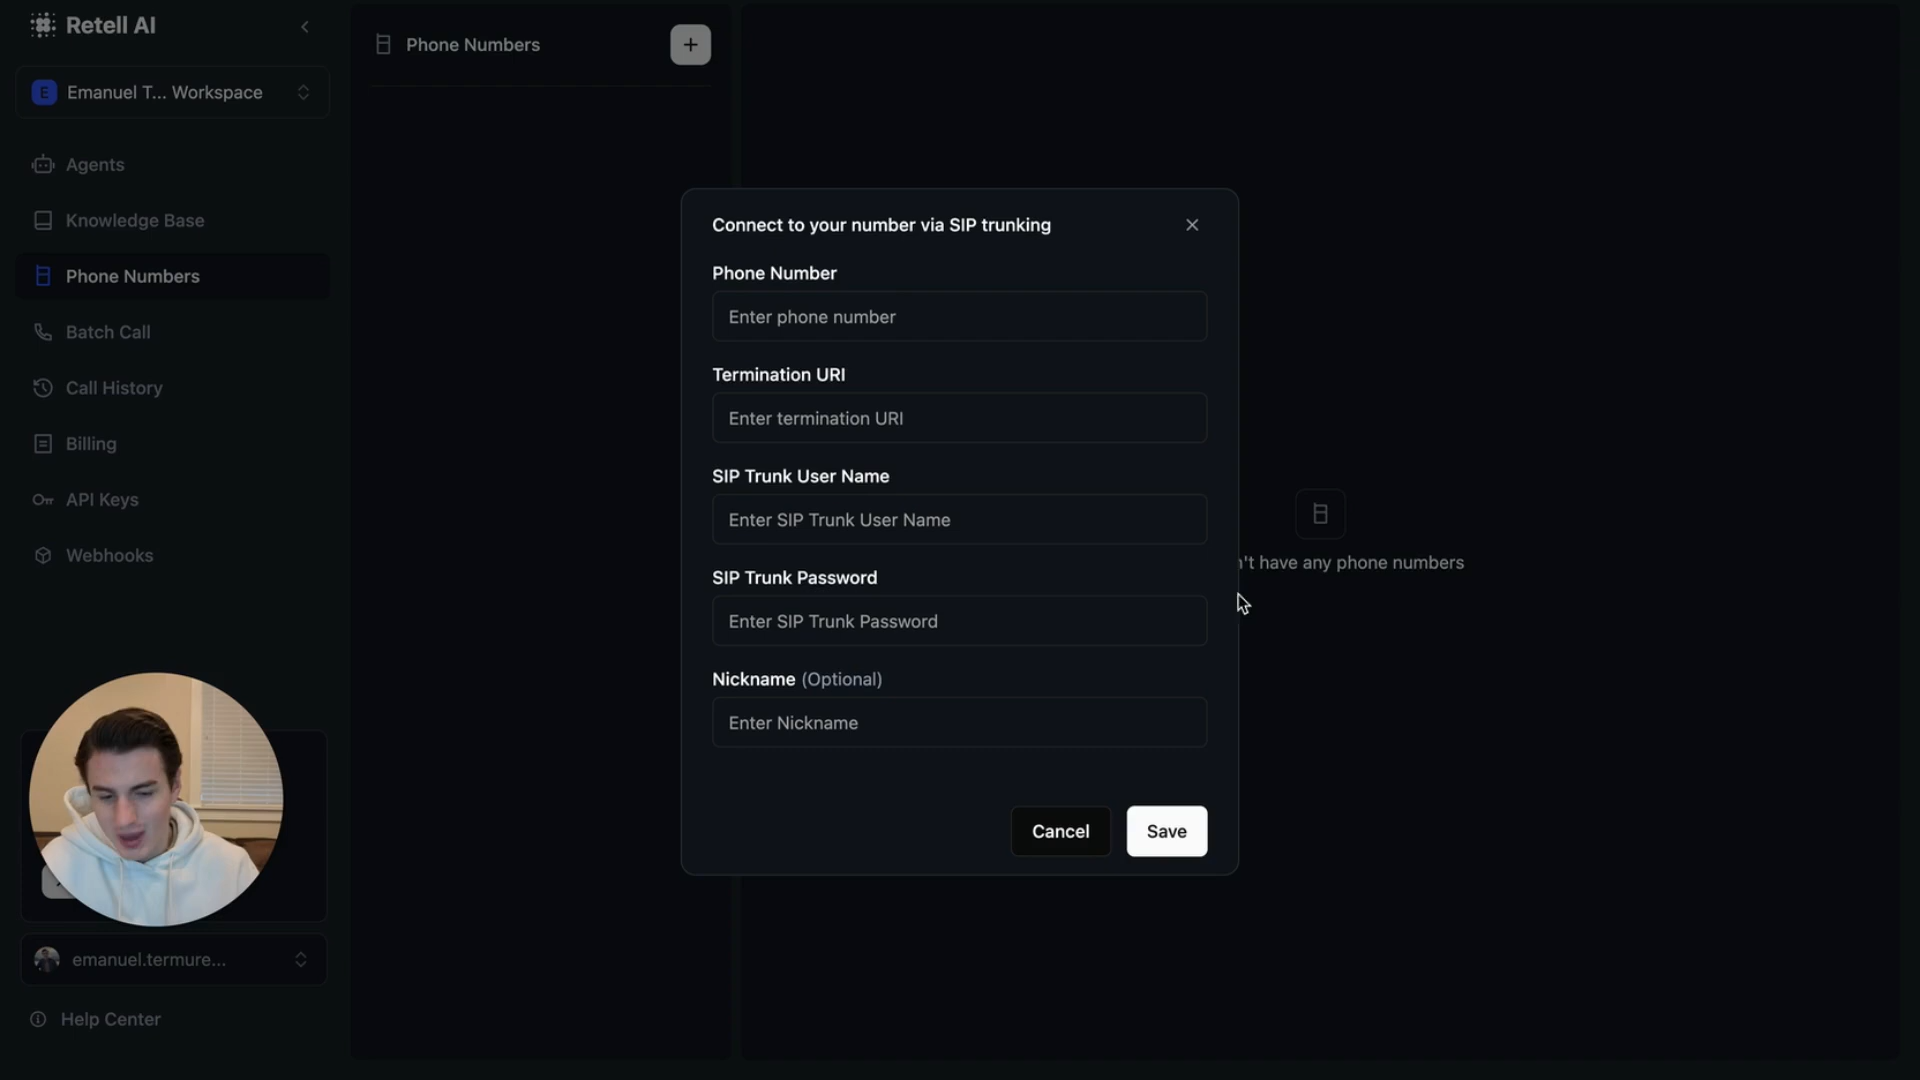 Retell AI
E
Emanuel T... Workspace
Agents
Knowledge Base
Phone Numbers
Batch Call
Call History
Billing
API Keys
Webhooks
emanuel.termure...
Help Center
Phone Numbers
+
Connect to your number via SIP trunking
Phone Number
Enter phone number
Termination URI
Enter termination URI
SIP Trunk User Name
Enter SIP Trunk User Name
SIP Trunk Password
Enter SIP Trunk Password
Nickname (Optional)
Enter Nickname
Cancel
Save
't have any phone numbers